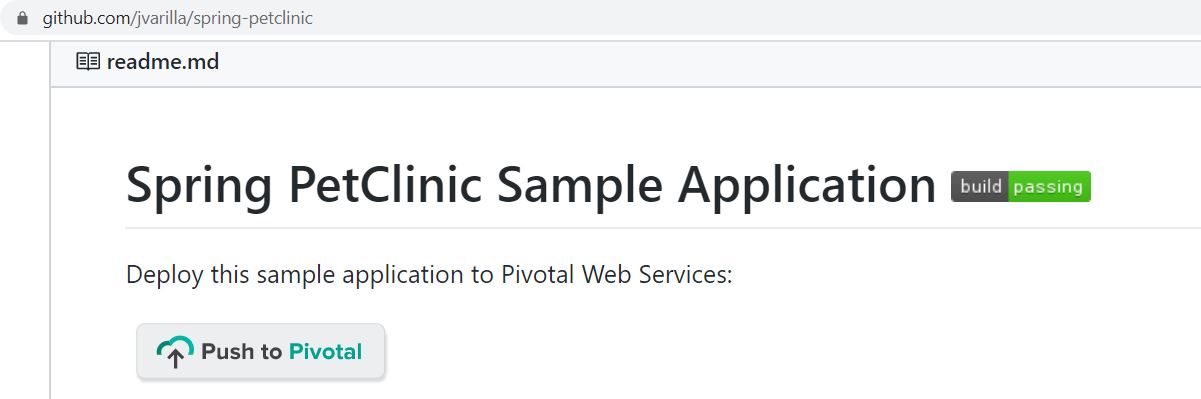 github.com/jvarilla/spring-petclinic
readme.md
Spring PetClinic Sample Application build passing
Deploy this sample application to Pivotal Web Services:
Push to Pivotal